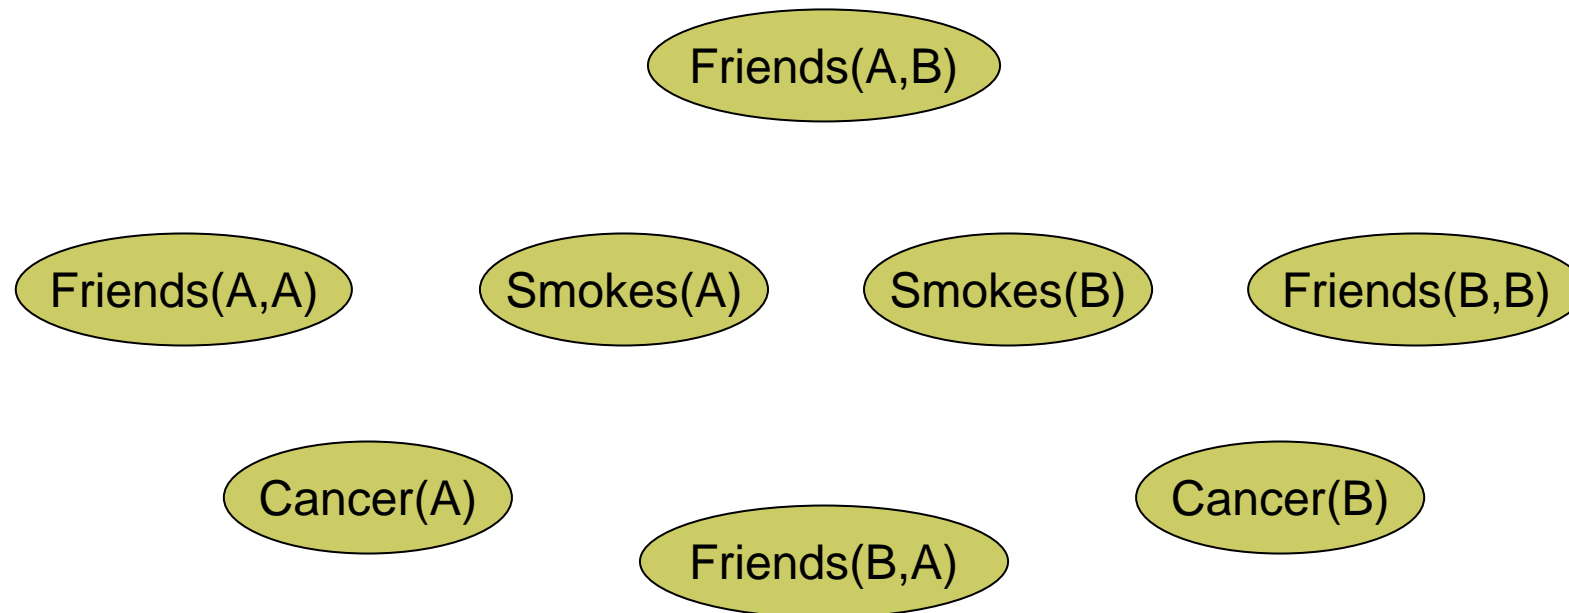 Friends(A,B)
Friends(A,A)
Smokes(A)
Smokes(B)
Friends(B,B)
Cancer(A)
Cancer(B)
Friends(B,A)